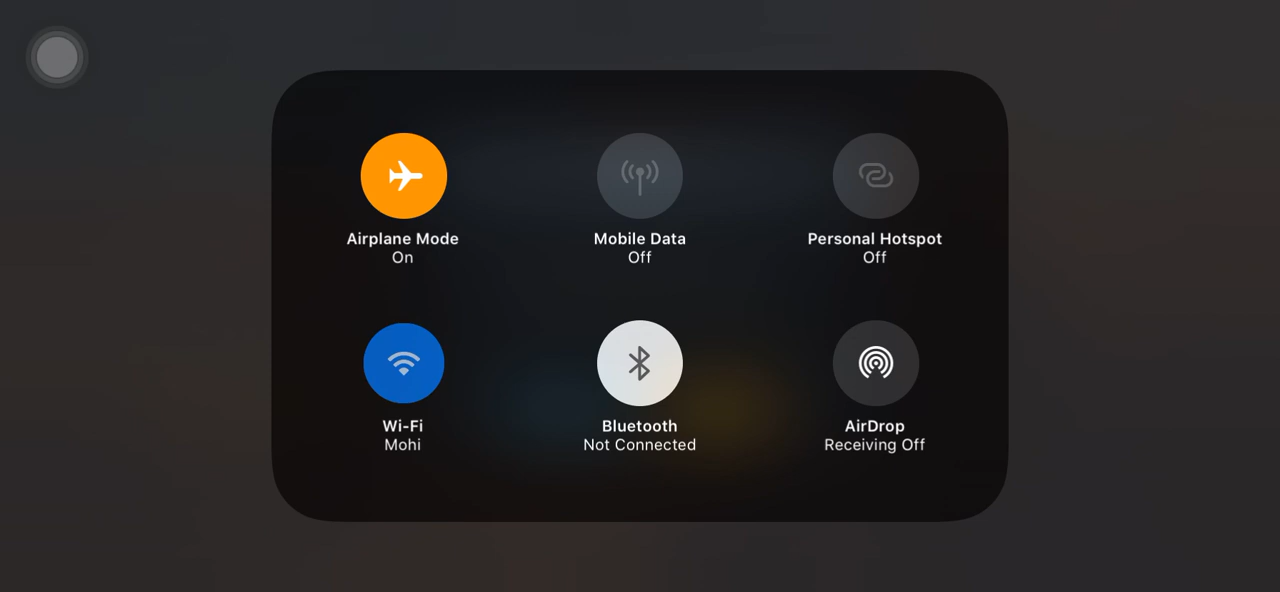 Airplane Mode
On
Mobile Data
Off
Personal Hotspot
Off
Wi-Fi
Mohi
Bluetooth
Not Connected
AirDrop
Receiving Off